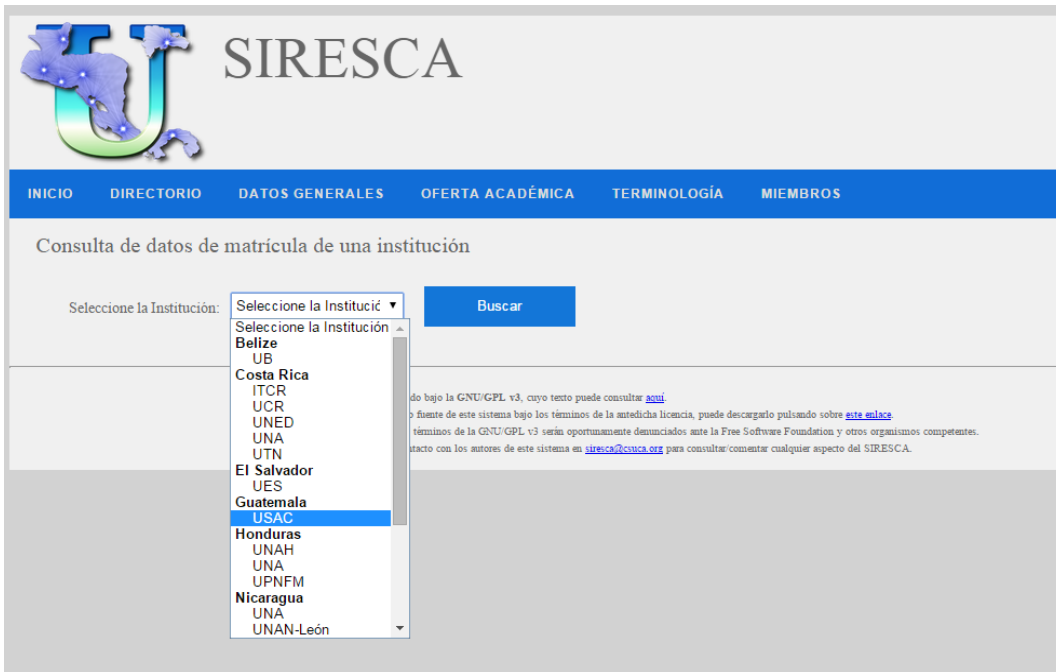 SIRESCA
INICIO DIRECTORIO DATOS GENERALES OFERTA ACADÉMICA TERMINOLOGÍA MIEMBROS
Consulta de datos de matrícula de una institución
Seleccione la Institución: Seleccione la Institució Buscar
Seleccione la Institución
Belize
UB
Costa Rica
ITCR
UCR
UNED
UNA
UTN
El Salvador
UES
Guatemala
USAC
Honduras
UNAH
UNA
UPNFM
Nicaragua
UNA
UNAN-León
bajo la GNU/GPL v3, cuyo texto puede consultar aquí.
fuente de este sistema bajo los términos de la antedicha licencia, puede descargarlo pulsando sobre este enlace.
términos de la GNU/GPL v3 serán oportunamente denunciados ante la Free Software Foundation y otros organismos competentes.
con los autores de este sistema en siresca@csuca.org para consultar/comentar cualquier aspecto del SIRESCA.